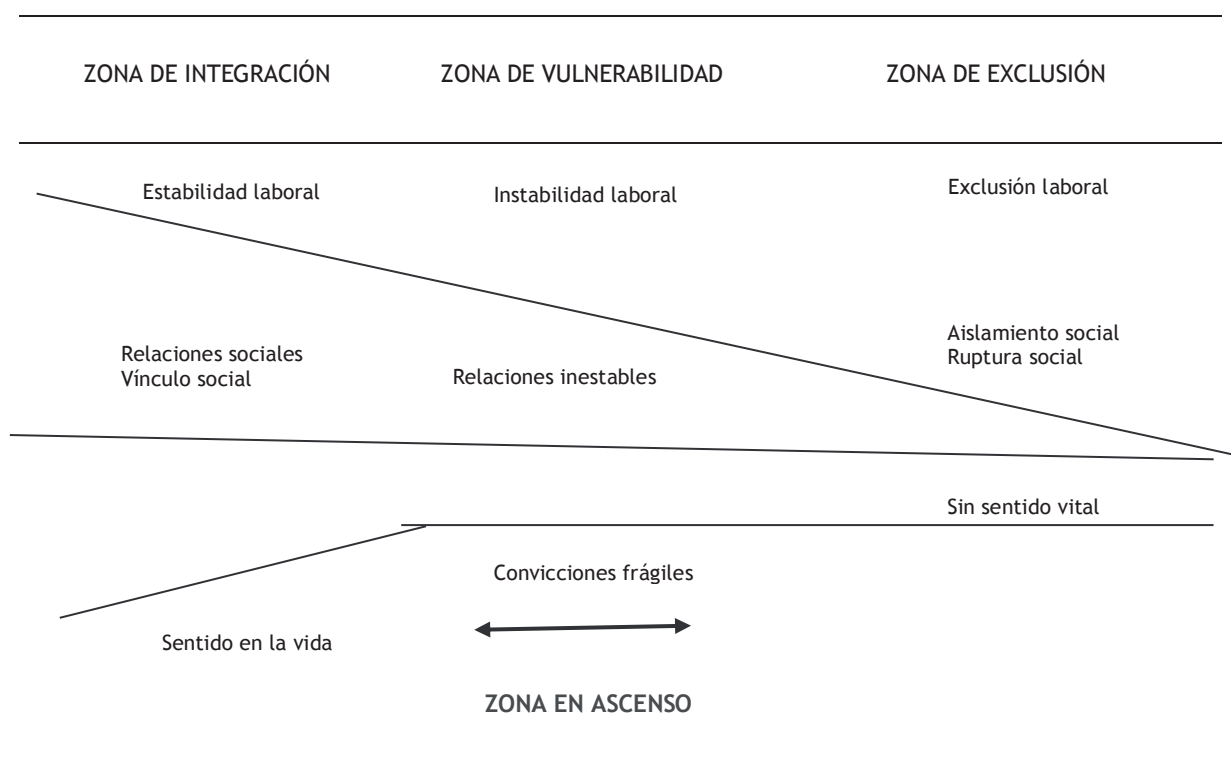 ZONA DE INTEGRACIÓN
ZONA DE VULNERABILIDAD
ZONA DE EXCLUSIÓN
Estabilidad laboral
Instabilidad laboral
Exclusión laboral
Relaciones sociales
Vínculo social
Relaciones inestables
Aislamiento social
Ruptura social
Sin sentido vital
Convicciones frágiles
Sentido en la vida
ZONA EN ASCENSO